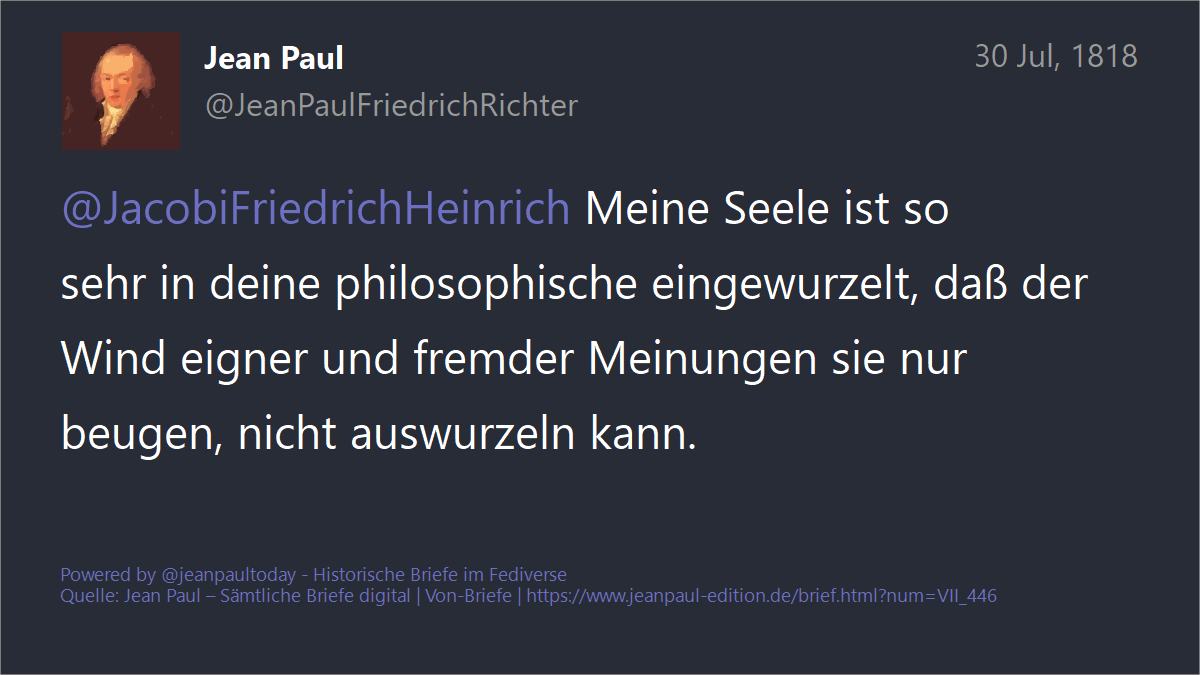 Jean Paul
30 Jul, 1818
@JeanPaulFriedrichRichter
@JacobiFriedrichHeinrich Meine Seele ist so
sehr in deine philosophische eingewurzelt, daß der
Wind eigner und fremder Meinungen sie nur
beugen, nicht auswurzeln kann.
Powered by @jeanpaultoday - Historische Briefe im Fediverse
Quelle: Jean Paul – Sämtliche Briefe digital | Von-Briefe | https://www.jeanpaul-edition.de/brief.html?num=VII_446